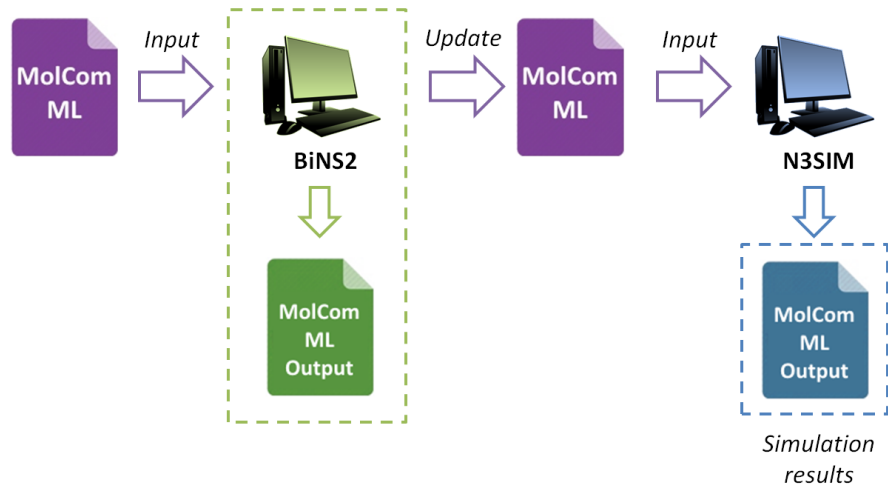 Input
MolCom
ML
BiNS2
MolCom
ML
Output
Update
MolCom
ML
Input
N3SIM
MolCom
ML
Output
Simulation
results